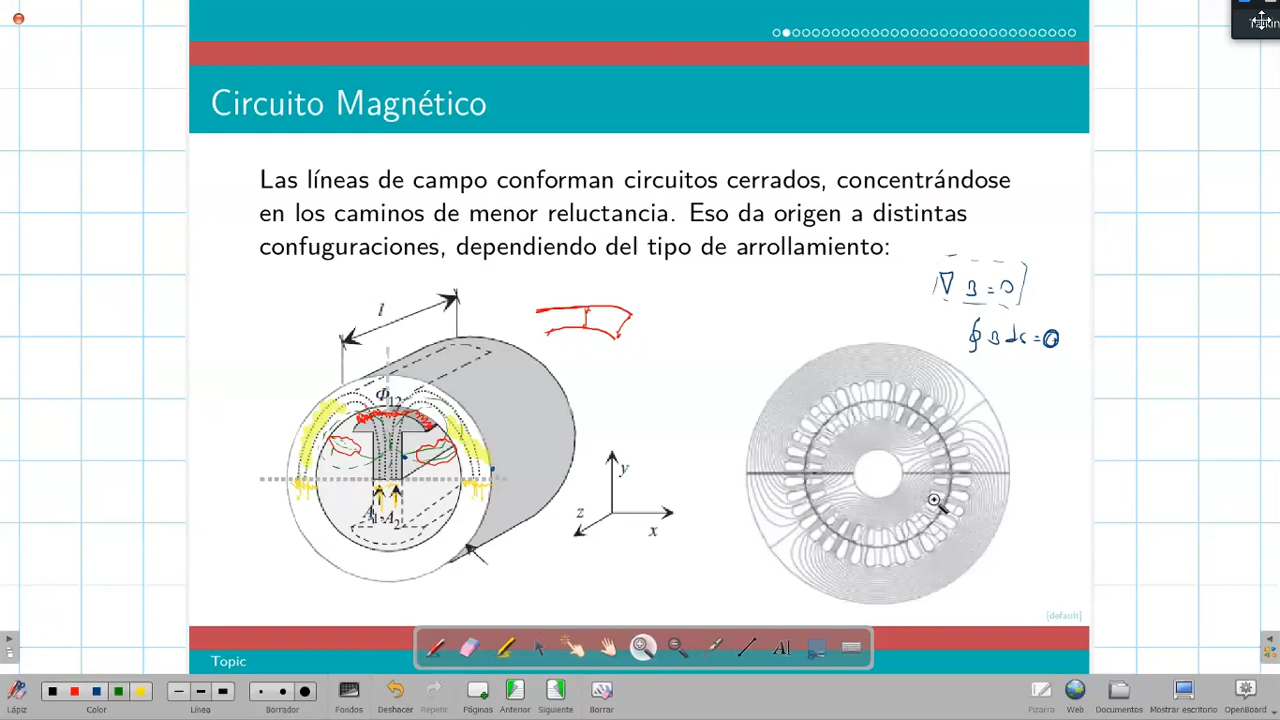 Circuito Magnético
Las líneas de campo conforman circuitos cerrados, concentrándose
en los caminos de menor reluctancia. Eso da origen a distintas
confuguraciones, dependiendo del tipo de arrollamiento:
∇ B = 0
l
Φ12
A1 A2
y
z
x
[default]
Topic
Lápiz
Color
Línea
Borrador
Fondos
Deshacer
Repetir
Páginas
Anterior
Siguiente
Borrar
Pizarra
Web
Documentos
Mostrar escritorio
OpenBoard